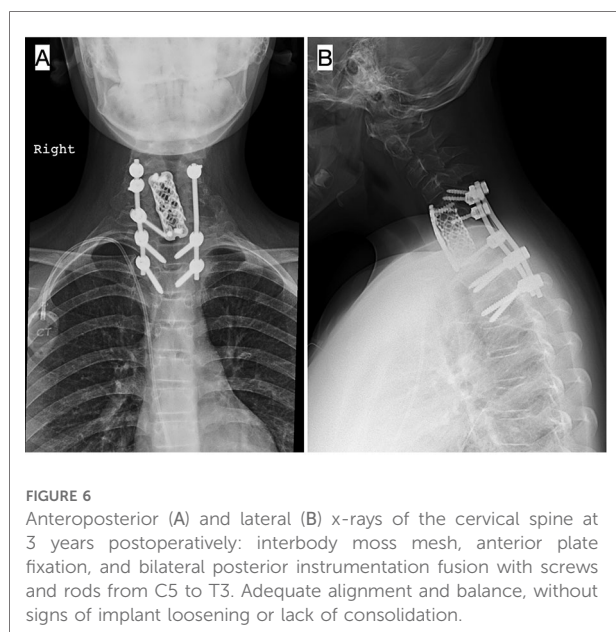 A
B
Right
CT
FIGURE 6
Anteroposterior (A) and lateral (B) x-rays of the cervical spine at
3 years postoperatively: interbody moss mesh, anterior plate
fixation, and bilateral posterior instrumentation fusion with screws
and rods from C5 to T3. Adequate alignment and balance, without
signs of implant loosening or lack of consolidation.